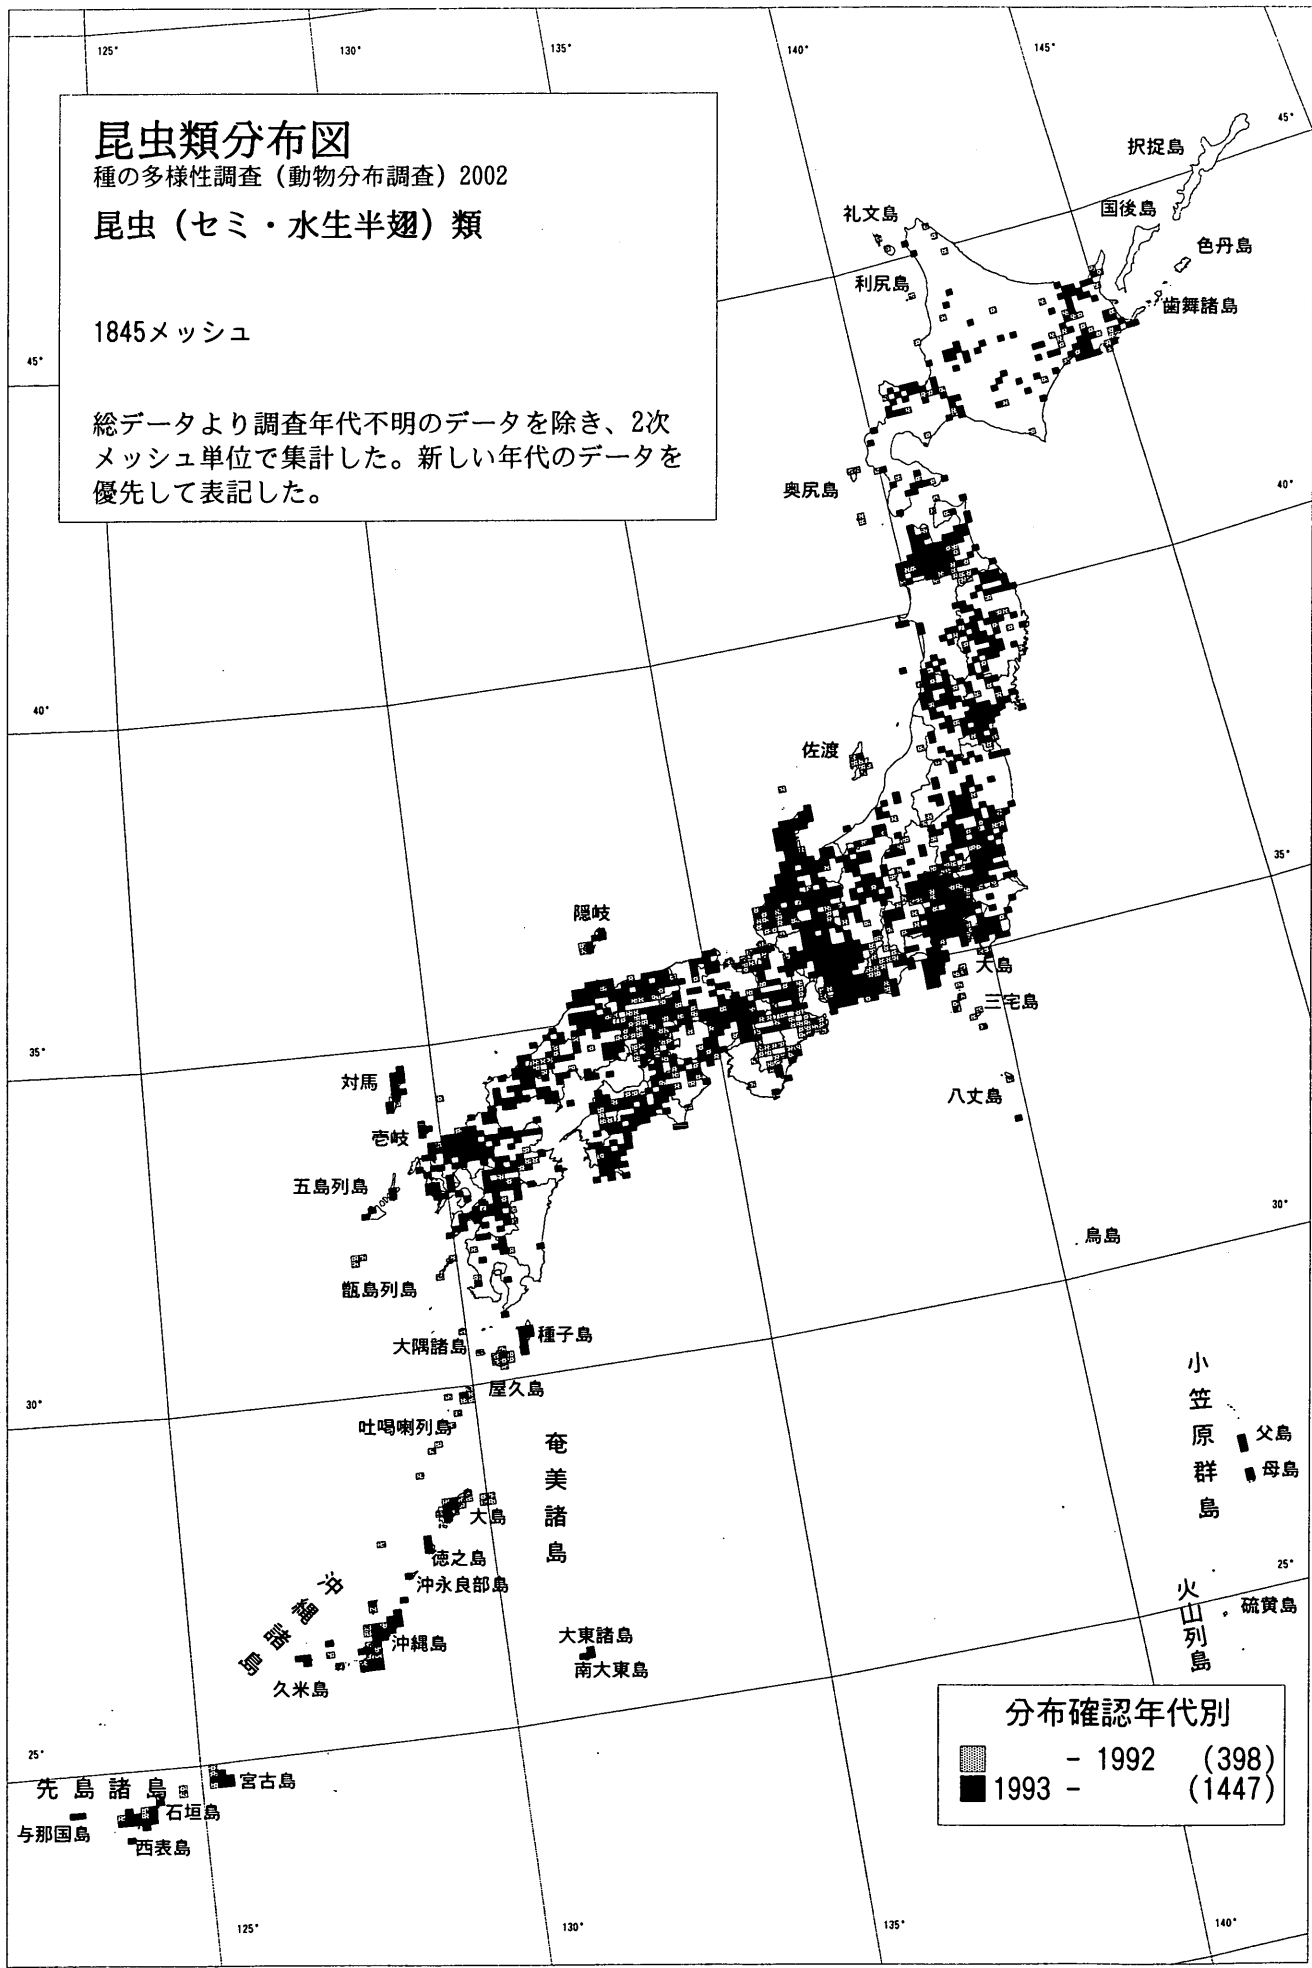 125°
130°
135°
140°
145°
昆虫類分布図
種の多様性調査（動物分布調査）2002
昆虫（セミ・水生半翅）類
1845メッシュ
総データより調査年代不明のデータを除き、2次
メッシュ単位で集計した。新しい年代のデータを
優先して表記した。
45°
択捉島
国後島
色丹島
歯舞諸島
礼文島
利尻島
45°
奥尻島
40°
40°
佐渡
35°
隠岐
大島
三宅島
八丈島
35°
対馬
壱岐
五島列島
甑島列島
30°
鳥島
大隅諸島
種子島
屋久島
30°
吐喝喇列島
奄美諸島
大島
徳之島
沖永良部島
小笠原群島
父島
母島
25°
沖縄諸島
沖縄島
久米島
大東諸島
南大東島
火山列島
硫黄島
25°
先島諸島
宮古島
石垣島
与那国島
西表島
分布確認年代別
- 1992 (398)
1993 - (1447)
125°
130°
135°
140°